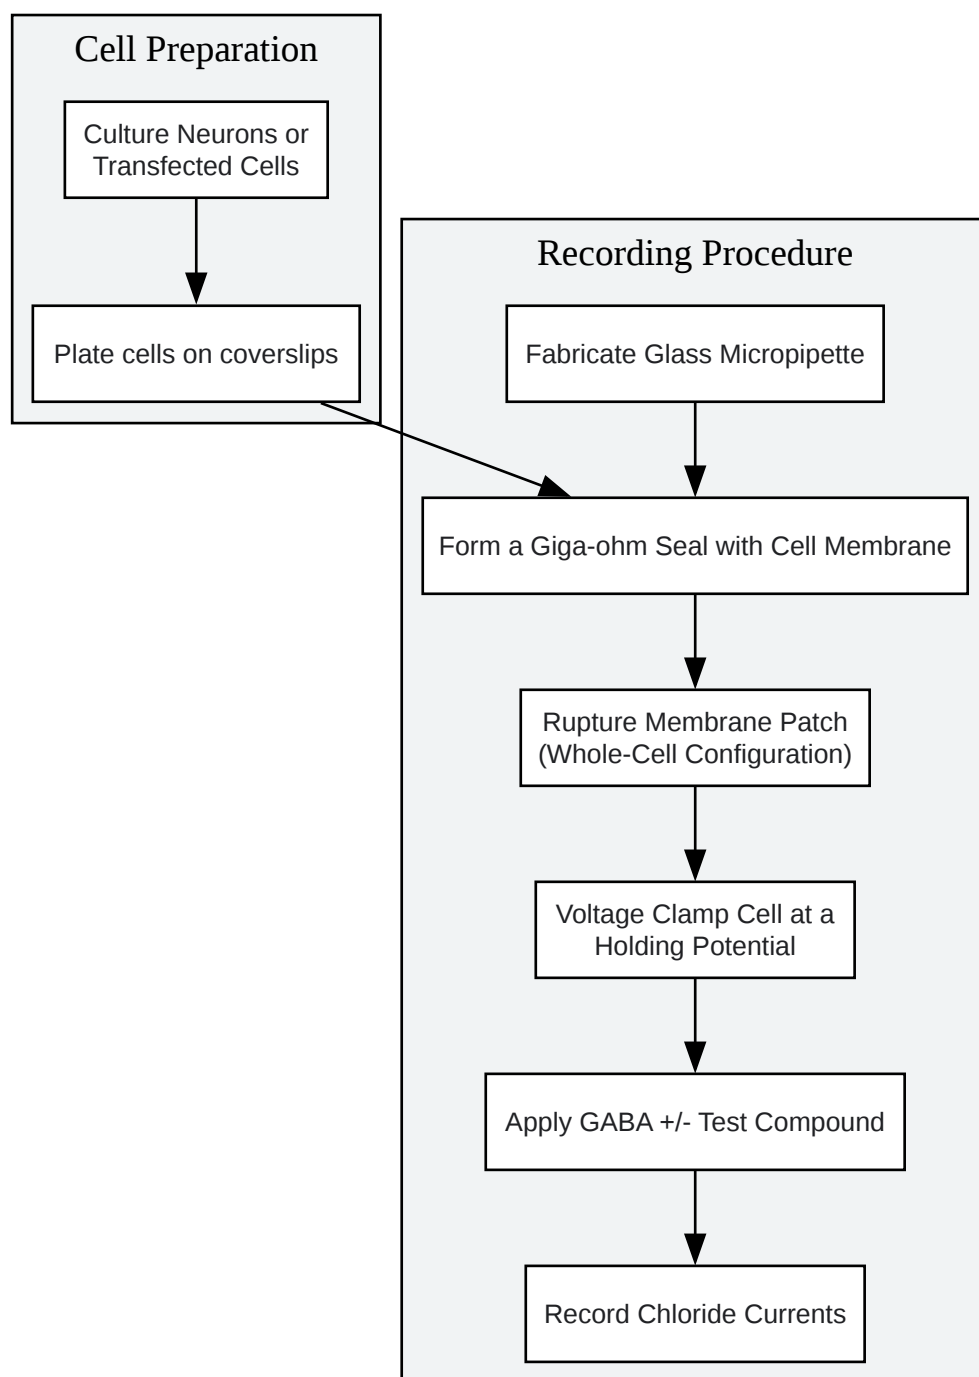 Cell Preparation
Culture Neurons or
Transfected Cells
Plate cells on coverslips
Recording Procedure
Fabricate Glass Micropipette
Form a Giga-ohm Seal with Cell Membrane
Rupture Membrane Patch
(Whole-Cell Configuration)
Voltage Clamp Cell at a
Holding Potential
Apply GABA +/- Test Compound
Record Chloride Currents